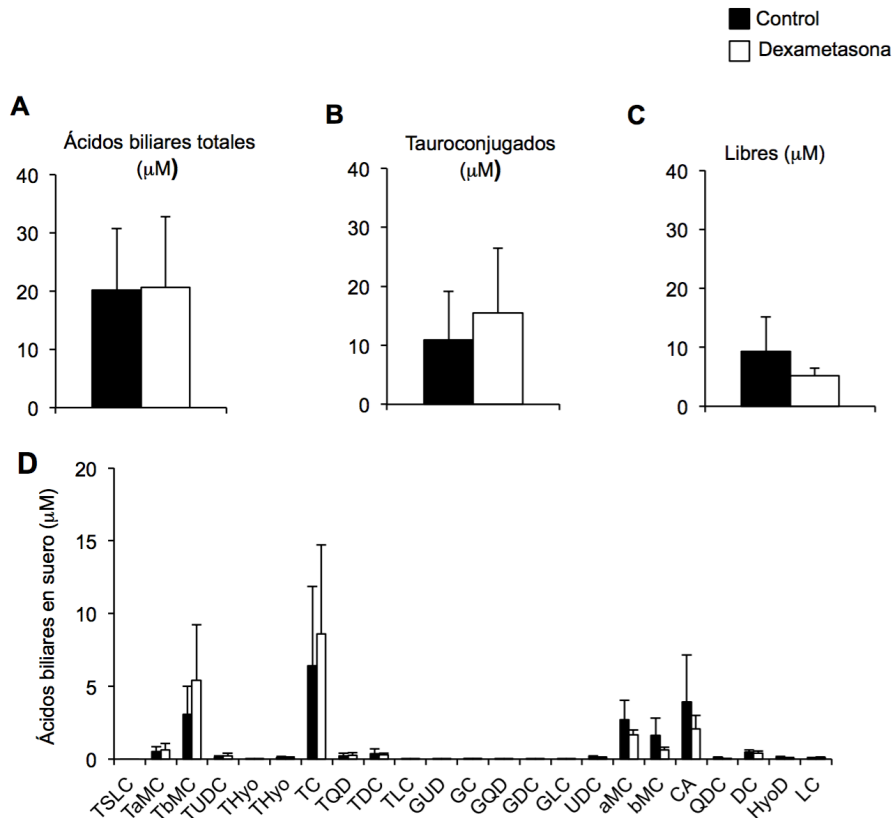 Control
Dexametasona
A
Ácidos biliares totales
(μM)
40
30
20
10
0
B
Tauroconjugados
(μM)
40
30
20
10
0
C
Libres (μM)
40
30
20
10
0
D
Ácidos biliares en suero (μM)
20
15
10
5
0
TSLC
TaMC
TbMC
TUDC
THyo
THyo
TC
TQD
TDC
TLC
GUD
GC
GQD
GDC
GLC
UDC
aMC
bMC
CA
QDC
DC
HyoD
LC